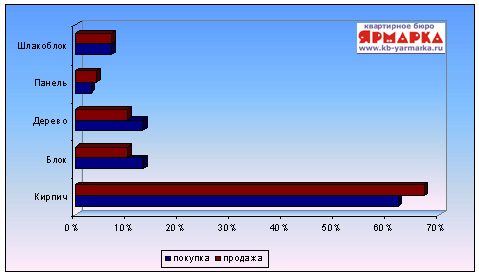 квартирное бюро
ЯРМАРКА
www.kb-yarmarka.ru
Шлакоблок
Панель
Дерево
Блок
Кирпич
0% 10% 20% 30% 40% 50% 60% 70%
покупка продажа